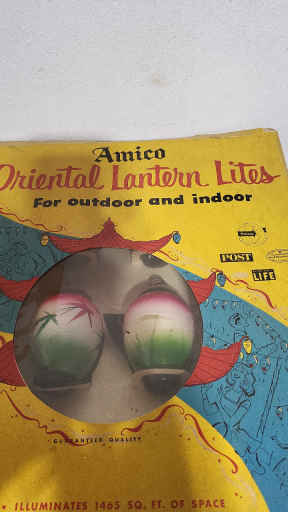 Amico
Oriental Lantern Lites
For outdoor and indoor
POST
LIFE
GUARANTEED QUALITY
• ILLUMINATES 1465 SQ. FT. OF SPACE